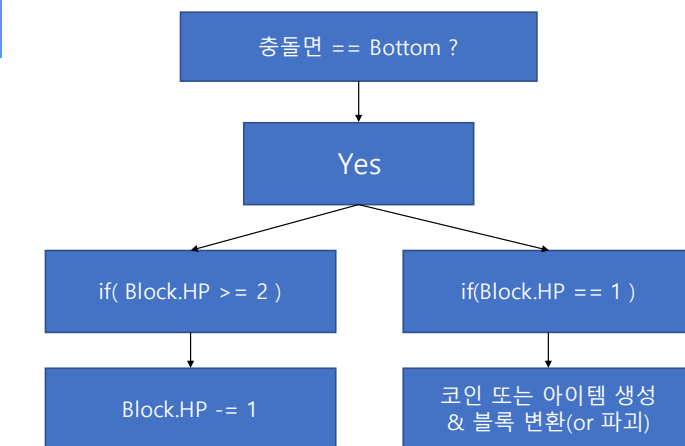 충돌면 == Bottom ?
Yes
if( Block.HP >= 2 )
if(Block.HP == 1 )
Block.HP -= 1
코인 또는 아이템 생성
& 블록 변환(or 파괴)